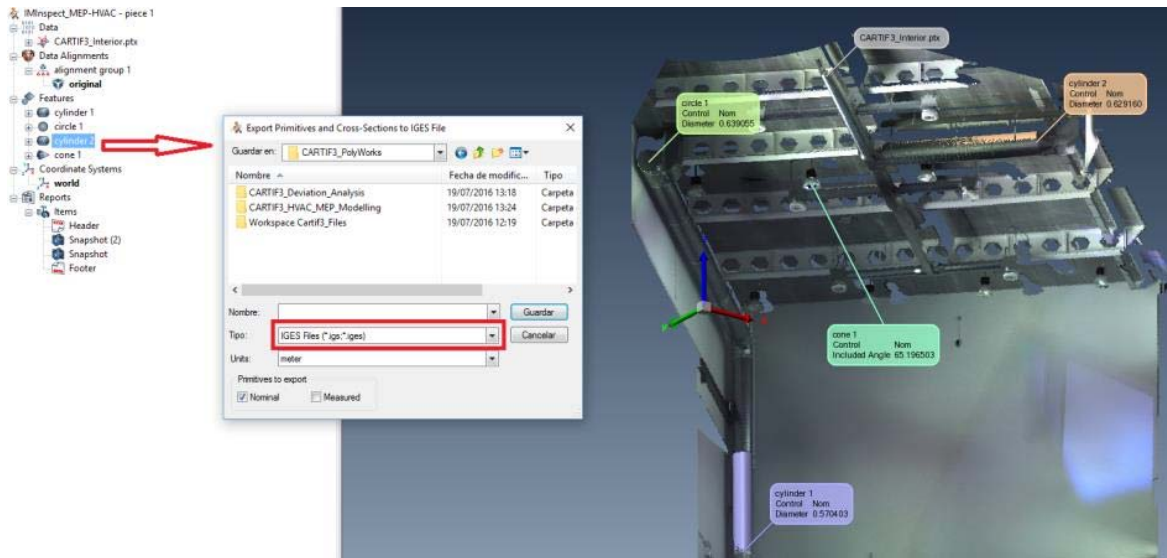 IMInspect_MEP-HVAC - piece 1
Data
CARTIF3_Interior.ptx
Data Alignments
alignment group 1
original
Features
cylinder 1
circle 1
cylinder 2
cone 1
Coordinate Systems
world
Reports
Items
Header
Snapshot (2)
Snapshot
Footer
Export Primitives and Cross-Sections to IGES File
Guardar en: CARTIF3_PolyWorks
Nombre Fecha de modific... Tipo
CARTIF3_Deviation_Analysis 19/07/2016 13:18 Carpeta
CARTIF3_HVAC_MEP_Modelling 19/07/2016 13:24 Carpeta
Workspace Cartif3_Files 19/07/2016 12:19 Carpeta
Nombre: Guardar
Tipo: IGES Files (*.igs;*.iges) Cancelar
Units: meter
Primitives to export
Nominal Measured
CARTIF3_Interior.ptx
circle 1
Control Nom
Diameter 0.639055
cylinder 2
Control Nom
Diameter 0.629160
cone 1
Control Nom
Included Angle 65.196503
cylinder 1
Control Nom
Diameter 0.570403